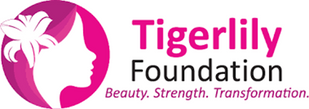 Tigerlily
Foundation
Beauty. Strength. Transformation.